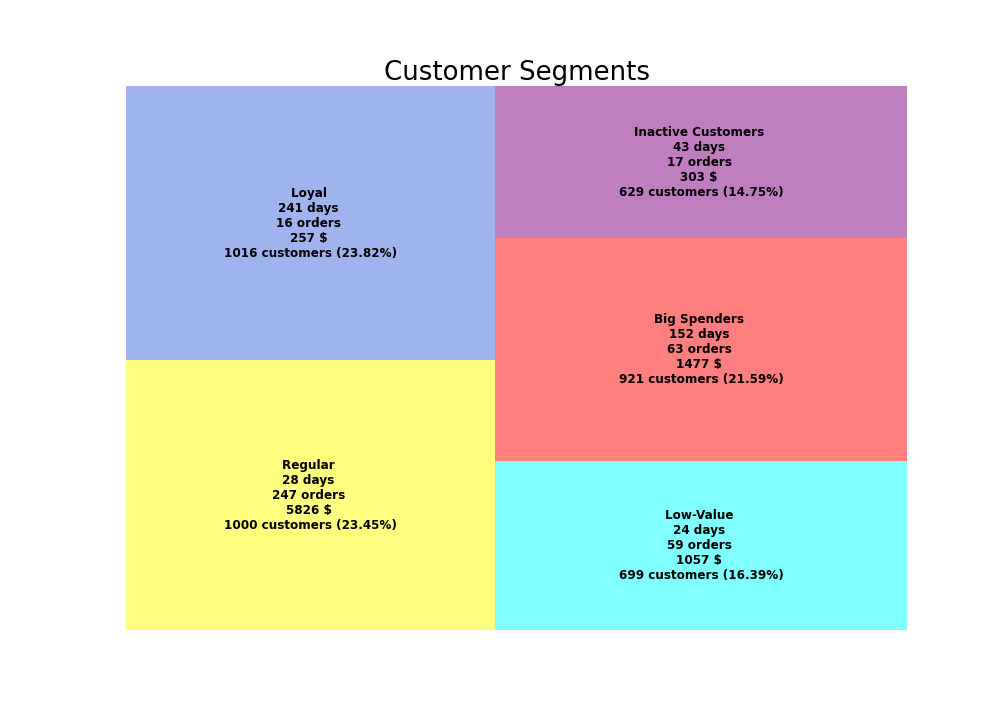 Customer Segments
Loyal
241 days
16 orders
257 $
1016 customers (23.82%)
Regular
28 days
247 orders
5826 $
1000 customers (23.45%)
Inactive Customers
43 days
17 orders
303 $
629 customers (14.75%)
Big Spenders
152 days
63 orders
1477 $
921 customers (21.59%)
Low-Value
24 days
59 orders
1057 $
699 customers (16.39%)